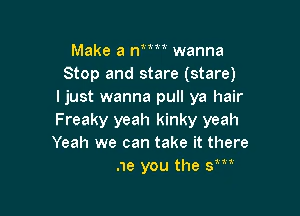 Make a n**** wanna
Stop and stare (stare)
I just wanna pull ya hair
Freaky yeah kinky yeah
Yeah we can take it there
you the s***